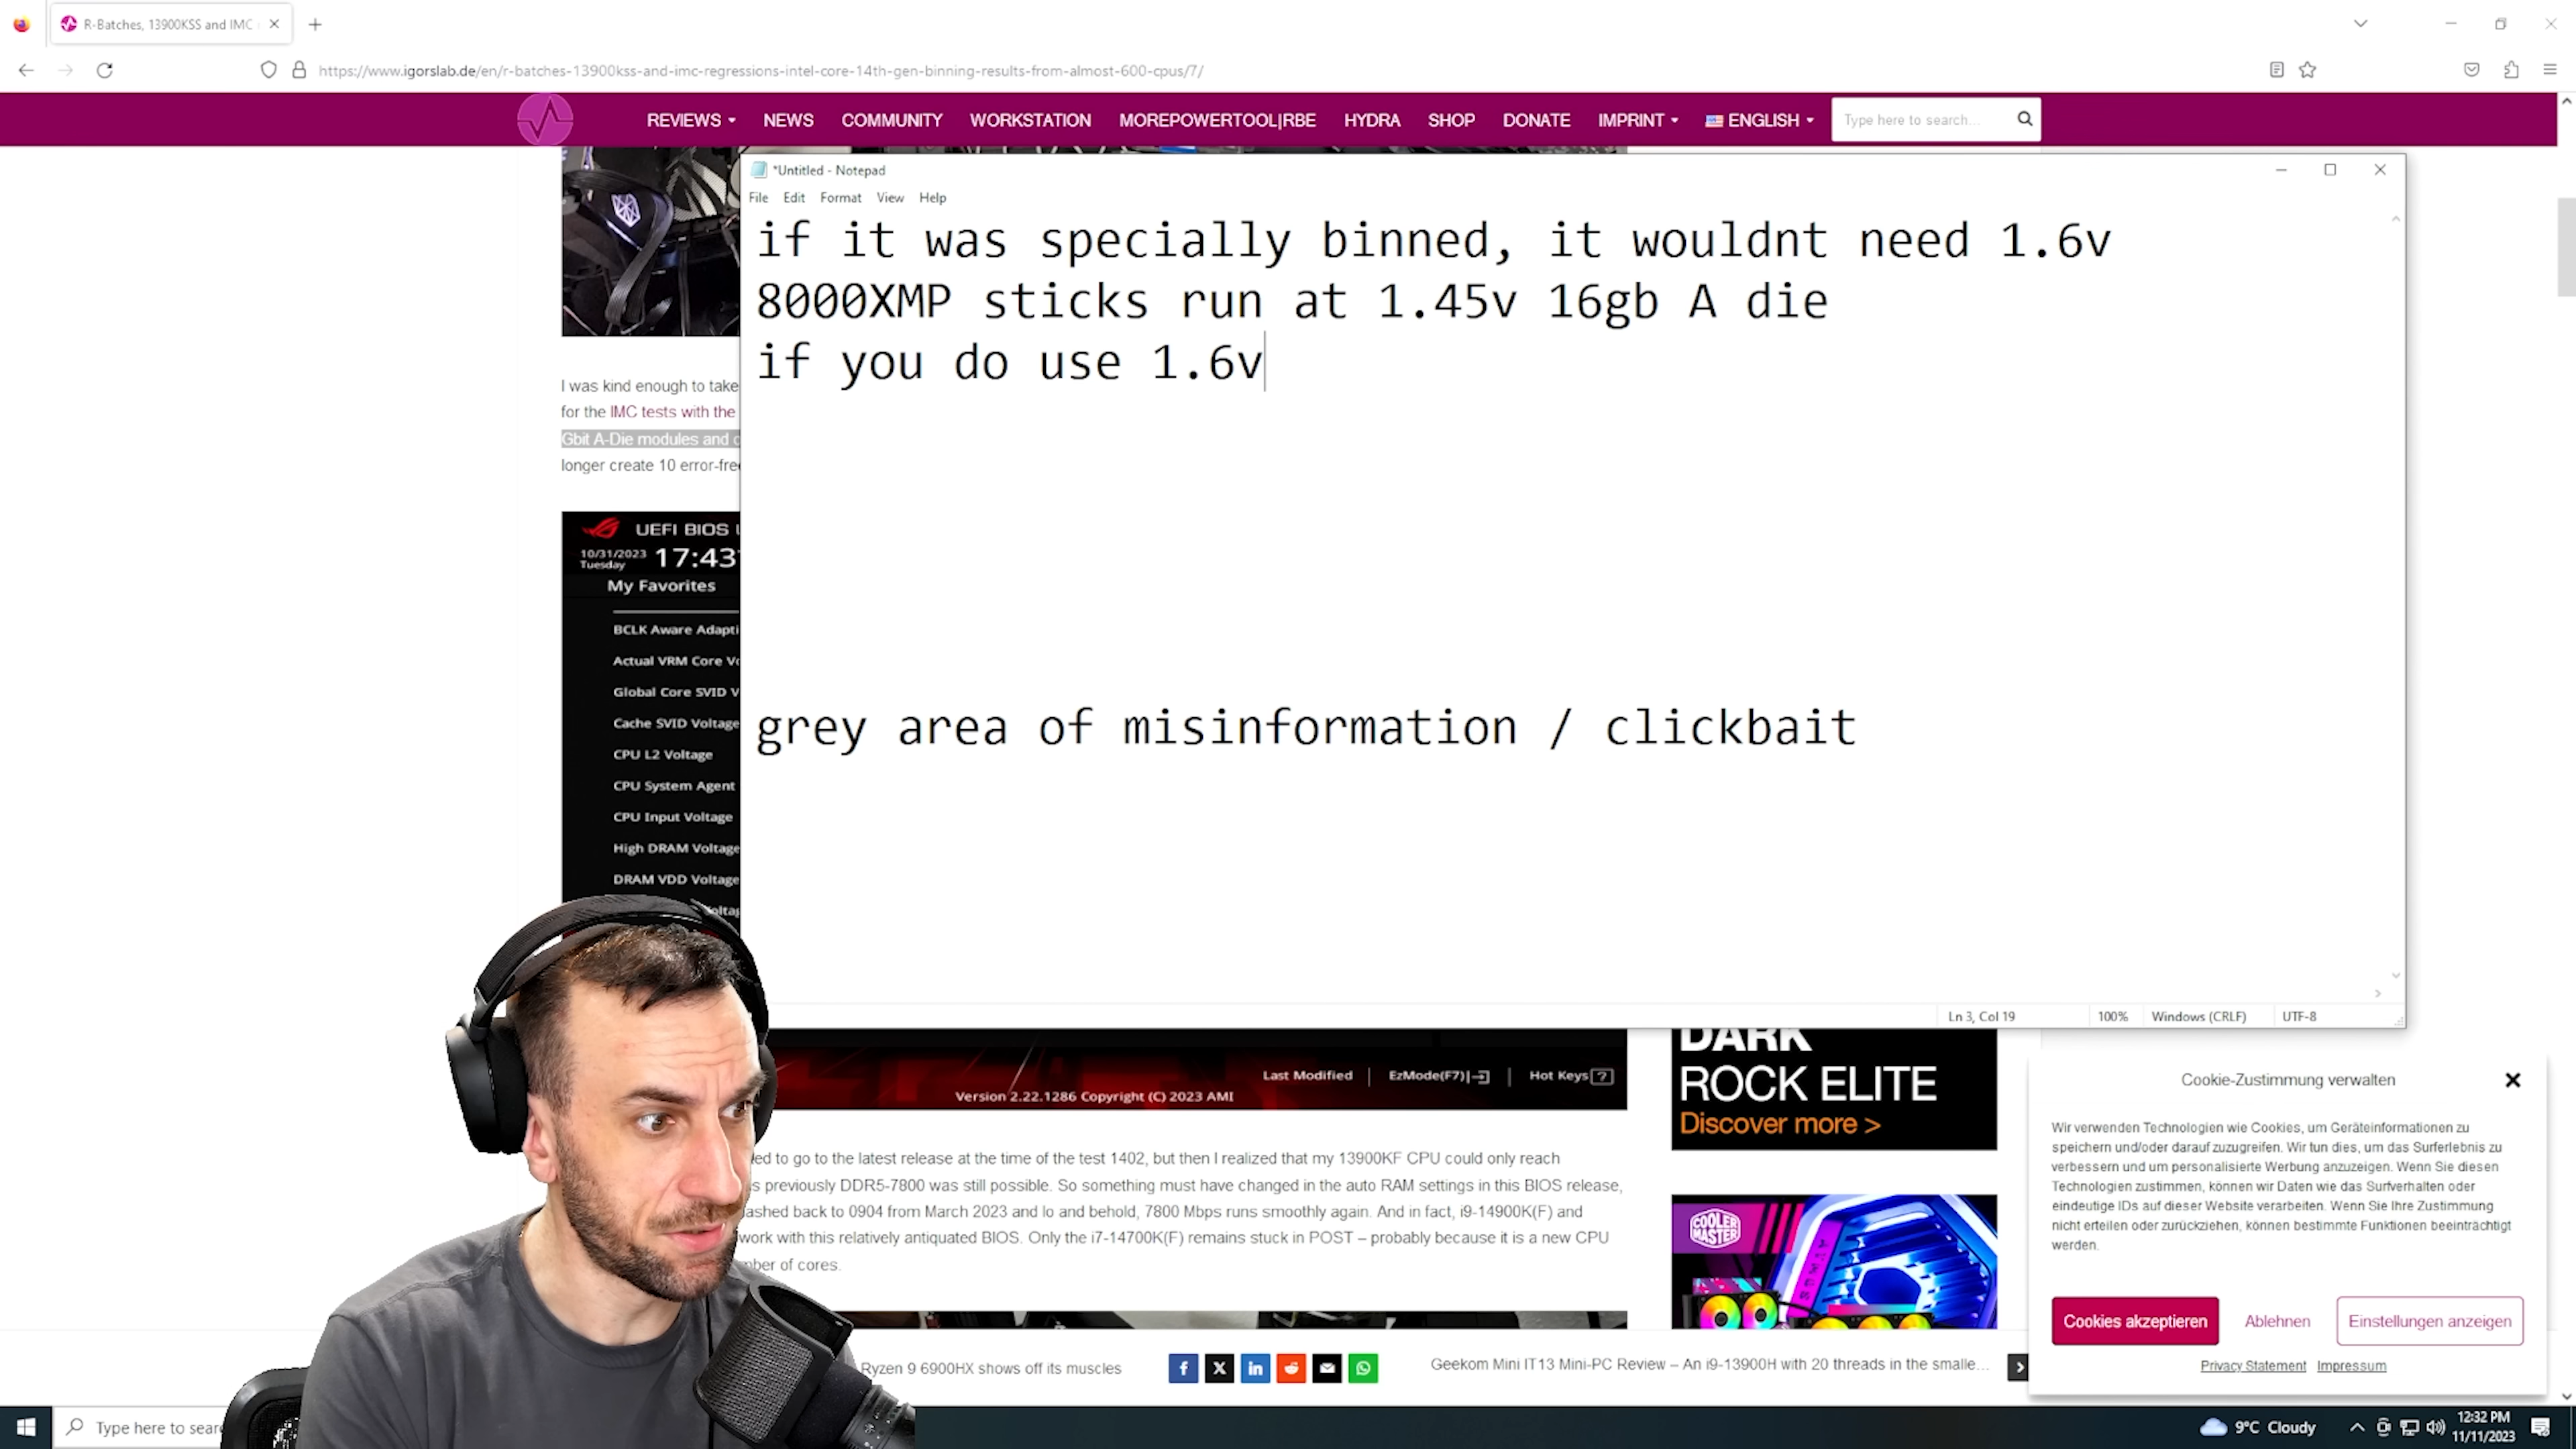 R-Batches, 13900KSS and IMC
https://www.igorslab.de/en/r-batches-13900kss-and-imc-regressions-intel-core-14th-gen-binning-results-from-almost-600-cpus/7/
REVIEWS NEWS COMMUNITY WORKSTATION MOREPOWERTOOL|RBE HYDRA SHOP DONATE IMPRINT ENGLISH Type here to search...
*Untitled - Notepad
File Edit Format View Help
if it was specially binned, it wouldnt need 1.6v
8000XMP sticks run at 1.45v 16gb A die
if you do use 1.6v
grey area of misinformation / clickbait
Ln 3, Col 19 100% Windows (CRLF) UTF-8
I was kind enough to take
for the IMC tests with the
Gbit A-Die modules and
longer create 10 error-free
UEFI BIOS
10/31/2023
Tuesday
17:43
My Favorites
BCLK Aware Adapti
Actual VRM Core Vo
Global Core SVID V
Cache SVID Voltage
CPU L2 Voltage
CPU System Agent
CPU Input Voltage
High DRAM Voltage
DRAM VDD Voltage
Last Modified EzMode(F7) Hot Keys ?
Version 2.22.1286 Copyright (C) 2023 AMI
to go to the latest release at the time of the test 1402, but then I realized that my 13900KF CPU could only reach
previously DDR5-7800 was still possible. So something must have changed in the auto RAM settings in this BIOS release,
ashed back to 0904 from March 2023 and lo and behold, 7800 Mbps runs smoothly again. And in fact, i9-14900K(F) and
work with this relatively antiquated BIOS. Only the i7-14700K(F) remains stuck in POST – probably because it is a new CPU
of cores.
DARK
ROCK ELITE
Discover more >
COOLER
MASTER
Cookie-Zustimmung verwalten
Wir verwenden Technologien wie Cookies, um Geräteinformationen zu
speichern und/oder darauf zuzugreifen. Wir tun dies, um das Surferlebnis zu
verbessern und um personalisierte Werbung anzuzeigen. Wenn Sie diesen
Technologien zustimmen, können wir Daten wie das Surfverhalten oder
eindeutige IDs auf dieser Website verarbeiten. Wenn Sie Ihre Zustimmung
nicht erteilen oder zurückziehen, können bestimmte Funktionen beeinträchtigt
werden.
Cookies akzeptieren Ablehnen Einstellungen anzeigen
Privacy Statement Impressum
Ryzen 9 6900HX shows off its muscles
Geekom Mini IT13 Mini-PC Review – An i9-13900H with 20 threads in the smalle...
Type here to sear
9°C Cloudy
12:32 PM
11/11/2023